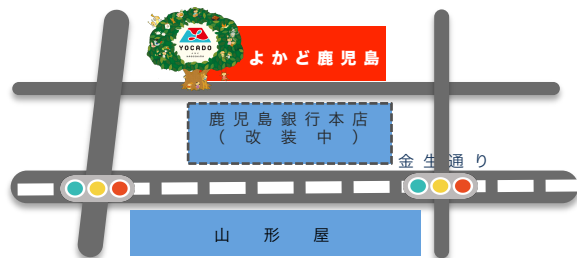 YOCADO
よかど鹿児島
鹿児島銀行本店
（改装中）
金生通り
山形屋